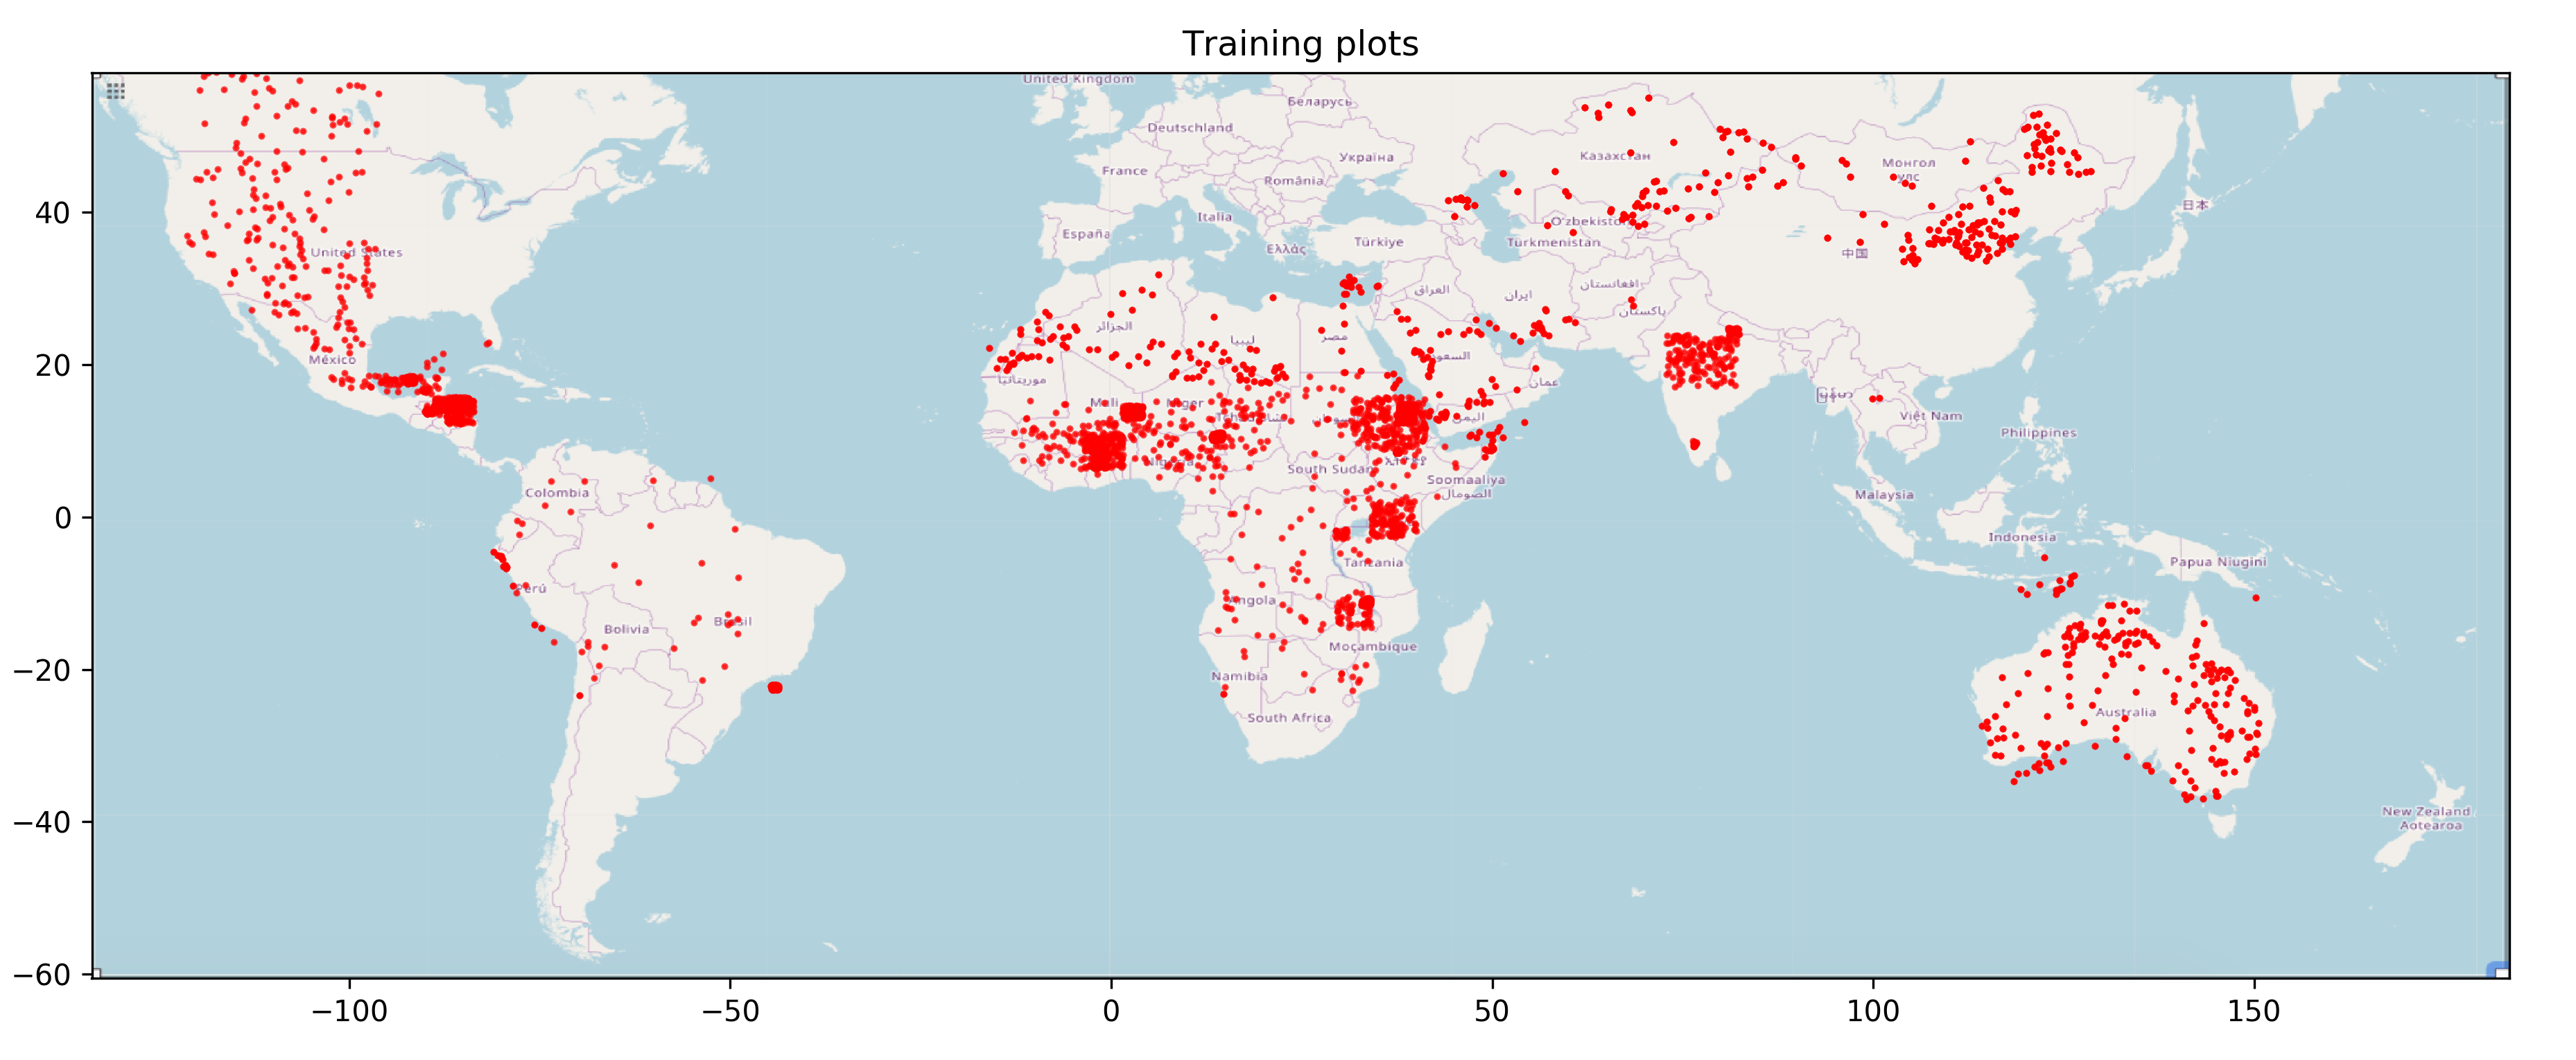 Training plots
United Kingdom
Беларусь
Deutschland
Україна
Казахстан
Монгол
улс
France
România
Italia
日本
España
Ελλάς
Türkiye
Türkmenistan
中国
United States
العراق
ایران
افغانستان
پاکستان
الجزائر
ليبيا
مصر
México
موريتانيا
عمان
Mali
Niger
اليمن
Việt Nam
Philippines
South Sudan
Soomaaliya
الصومال
Colombia
Malaysia
Indonesia
Papua Niugini
Tanzania
Perú
Angola
Bolivia
Brasil
Moçambique
Namibia
Australia
South Africa
New Zealand
Aotearoa
40
20
0
−20
−40
−60
−100
−50
0
50
100
150